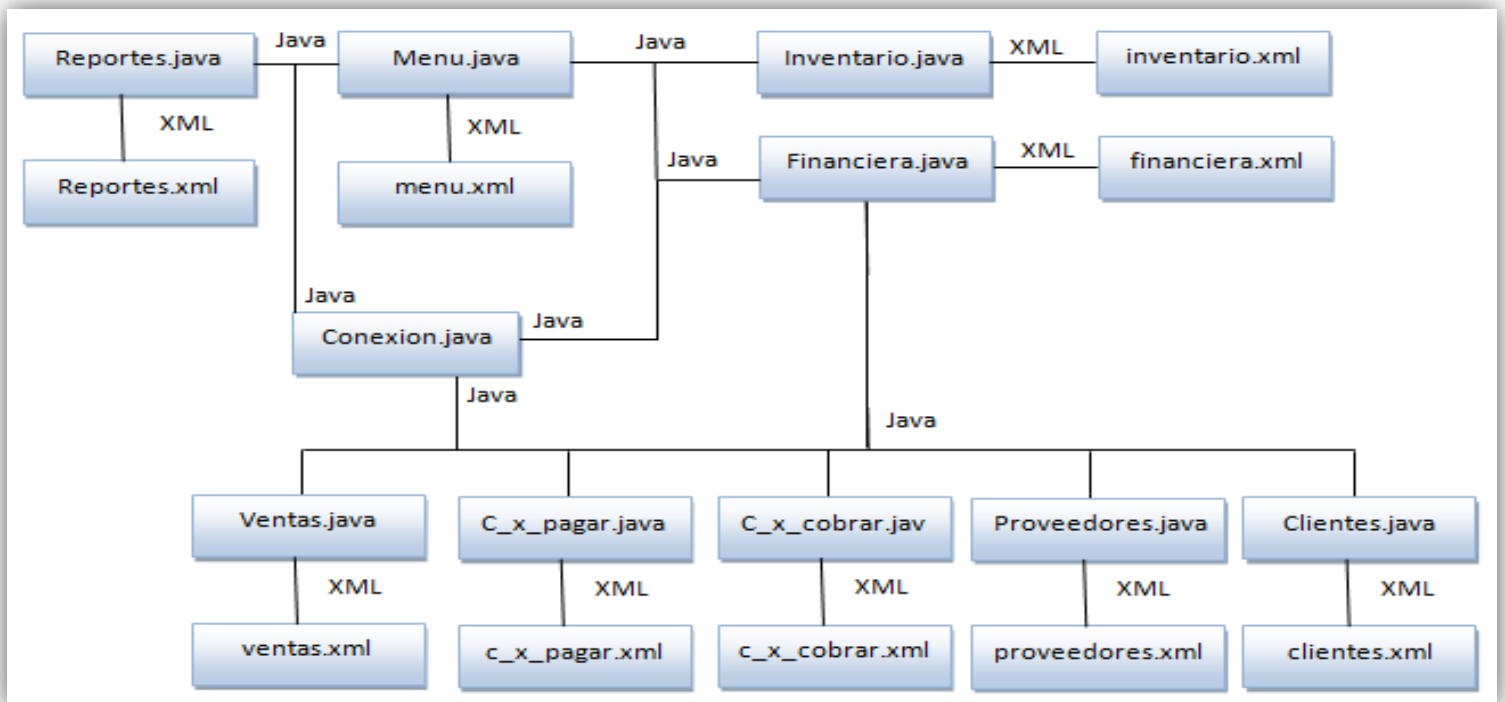 Reportes.java
Java
Menu.java
Java
Inventario.java
XML
inventario.xml
XML
XML
Java
Financiera.java
XML
financiera.xml
Reportes.xml
menu.xml
Java
Conexion.java
Java
Java
Java
Ventas.java
C_x_pagar.java
C_x_cobrar.jav
Proveedores.java
Clientes.java
XML
XML
XML
XML
XML
ventas.xml
c_x_pagar.xml
c_x_cobrar.xml
proveedores.xml
clientes.xml